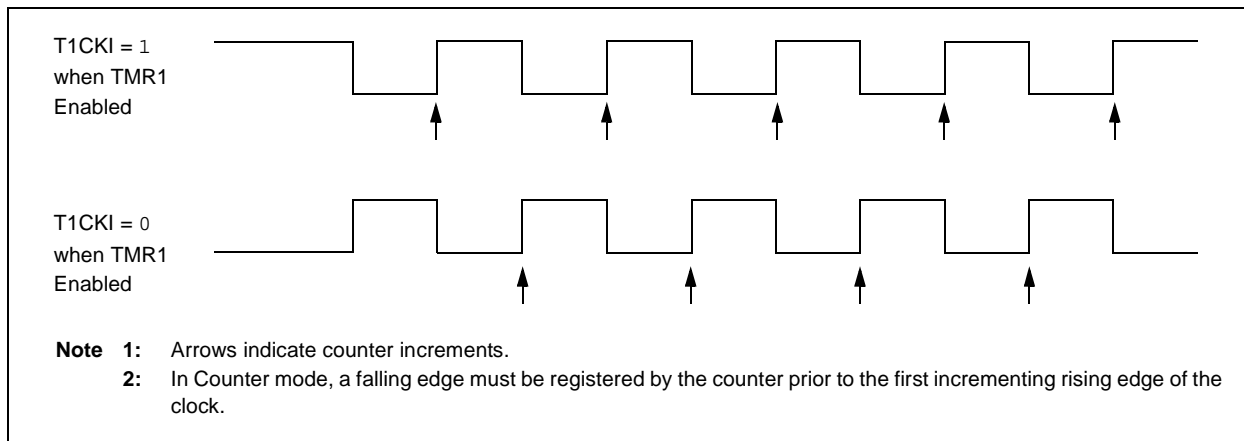 T1CKI = 1
when TMR1
Enabled
T1CKI = 0
when TMR1
Enabled
Note 1: Arrows indicate counter increments.
2: In Counter mode, a falling edge must be registered by the counter prior to the first incrementing rising edge of the
clock.